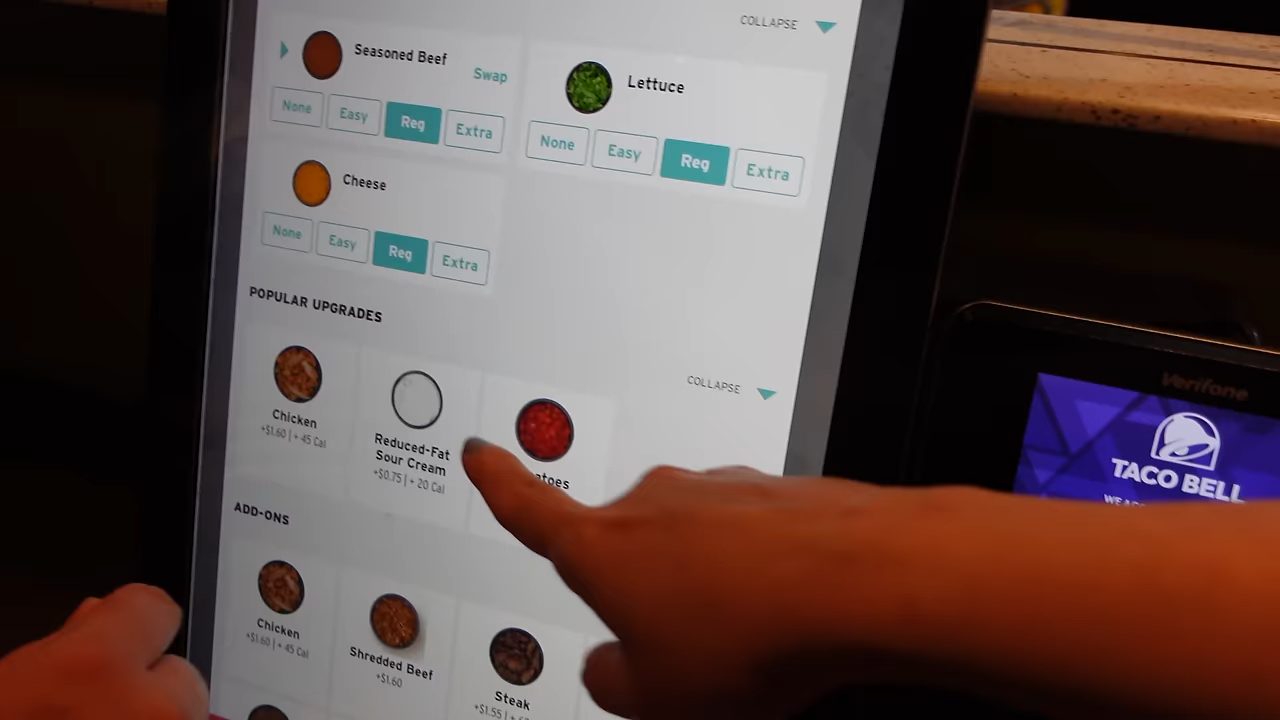 COLLAPSE
Seasoned Beef
Swap
None Easy Reg Extra
Lettuce
None Easy Reg Extra
Cheese
None Easy Reg Extra
POPULAR UPGRADES
COLLAPSE
Chicken
+$1.60 | + 45 Cal
Reduced-Fat
Sour Cream
+$0.75 | + 20 Cal
ADD-ONS
Chicken
+$1.60 | + 45 Cal
Shredded Beef
+$1.60
Steak
+$1.55 | +
Verifone
TACO BELL